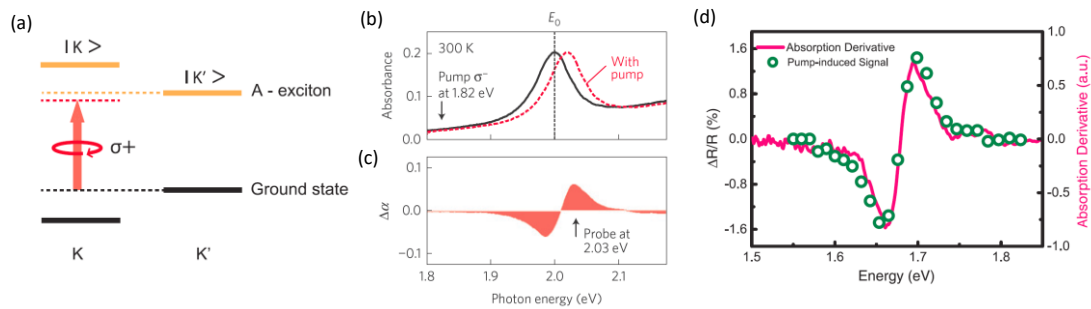 (a)
I K >
I K' >
A - exciton
σ+
Ground state
K
K'
(b)
E₀
300 K
Pump σ⁻
at 1.82 eV
With
pump
Absorbance
0.2
0.1
0.0
(c)
Δα
0.1
0.0
−0.1
Probe at
2.03 eV
1.8
1.9
2.0
2.1
Photon energy (eV)
(d)
Absorption Derivative
Pump-induced Signal
ΔR/R (%)
1.6
0.8
0.0
-0.8
-1.6
1.0
0.5
0.0
-0.5
-1.0
Absorption Derivative (a.u.)
1.5
1.6
1.7
1.8
Energy (eV)